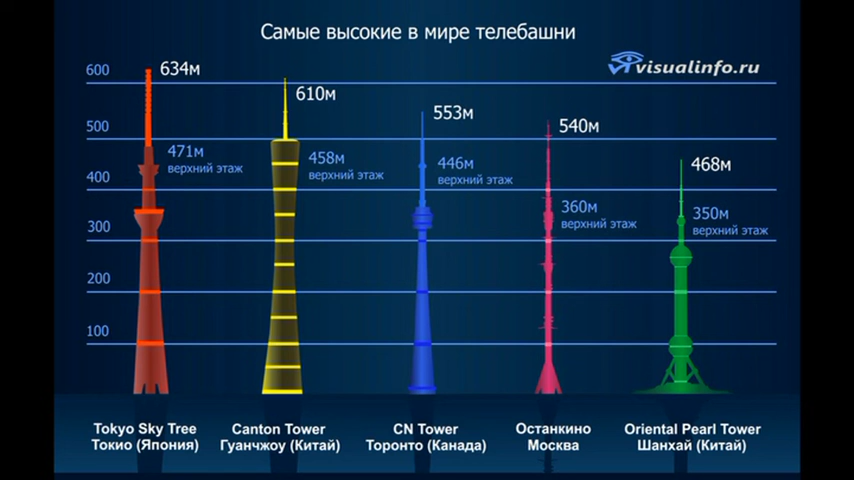 Самые высокие в мире телебашни
visualinfo.ru
600
634м
610м
553м
500
540м
471м
верхний этаж
458м
верхний этаж
446м
верхний этаж
468м
400
360м
верхний этаж
350м
верхний этаж
300
200
100
Tokyo Sky Tree
Токио (Япония)
Canton Tower
Гуанчжоу (Китай)
CN Tower
Торонто (Канада)
Останкино
Москва
Oriental Pearl Tower
Шанхай (Китай)